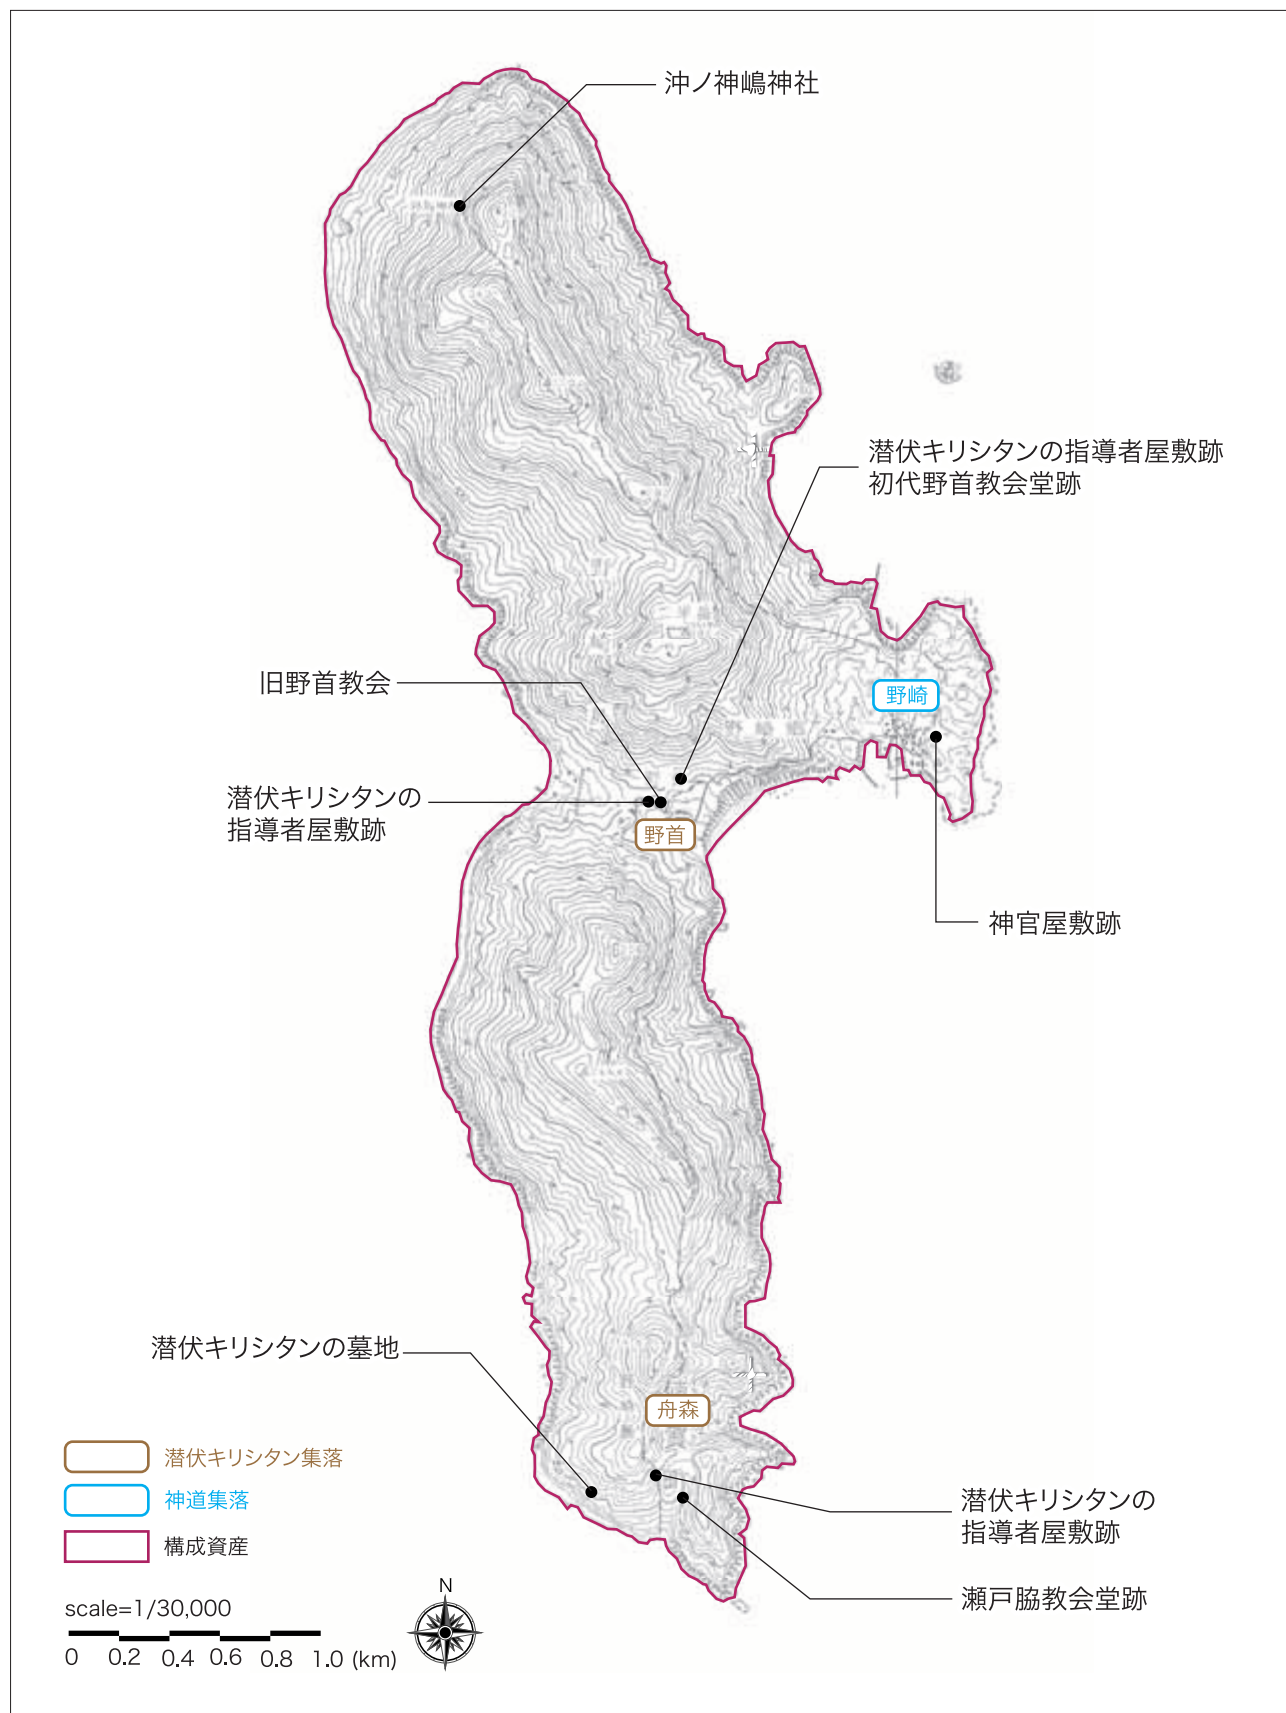 沖ノ神嶋神社
潜伏キリシタンの指導者屋敷跡
初代野首教会堂跡
旧野首教会
野崎
潜伏キリシタンの
指導者屋敷跡
野首
神官屋敷跡
潜伏キリシタンの墓地
舟森
潜伏キリシタン集落
神道集落
構成資産
潜伏キリシタンの
指導者屋敷跡
瀬戸脇教会堂跡
scale=1/30,000
0 0.2 0.4 0.6 0.8 1.0 (km)
N